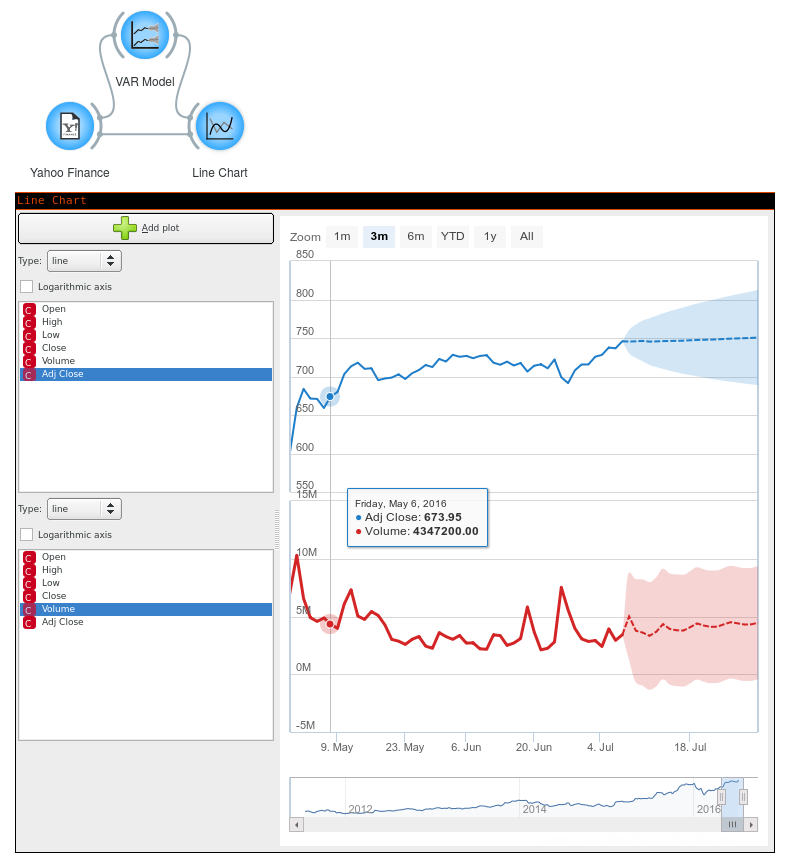 VAR Model
Yahoo Finance
Line Chart
Line Chart
Add plot
Type: line
Logarithmic axis
C Open
C High
C Low
C Close
C Volume
C Adj Close
Type: line
Logarithmic axis
C Open
C High
C Low
C Close
C Volume
C Adj Close
Zoom 1m 3m 6m YTD 1y All
850
800
750
700
650
600
550
15M
10M
5M
0M
-5M
Friday, May 6, 2016
● Adj Close: 673.95
● Volume: 4347200.00
9. May 23. May 6. Jun 20. Jun 4. Jul 18. Jul
2012 2014 2016